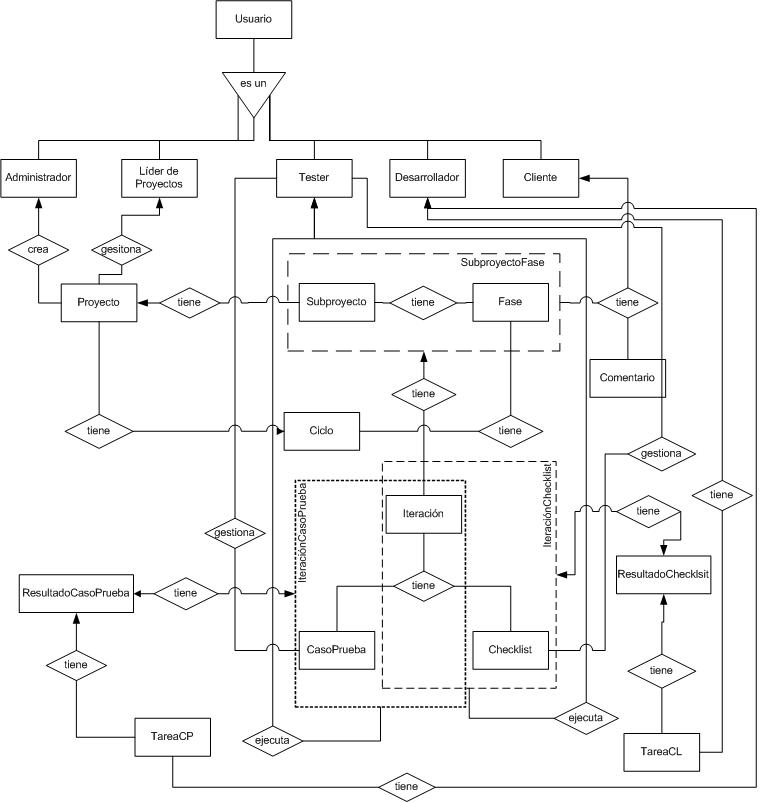 Usuario
es un
Administrador
Líder de
Proyectos
Tester
Desarrollador
Cliente
crea
gesitona
SubproyectoFase
Proyecto
tiene
Subproyecto
tiene
Fase
tiene
tiene
Comentario
tiene
Ciclo
tiene
gestiona
IteraciónCasoPrueba
IteraciónChecklist
tiene
Iteración
tiene
gestiona
ResultadoCasoPrueba
tiene
tiene
ResultadoCheckIsit
CasoPrueba
Checklist
tiene
tiene
ejecuta
ejecuta
TareaCP
TareaCL
tiene